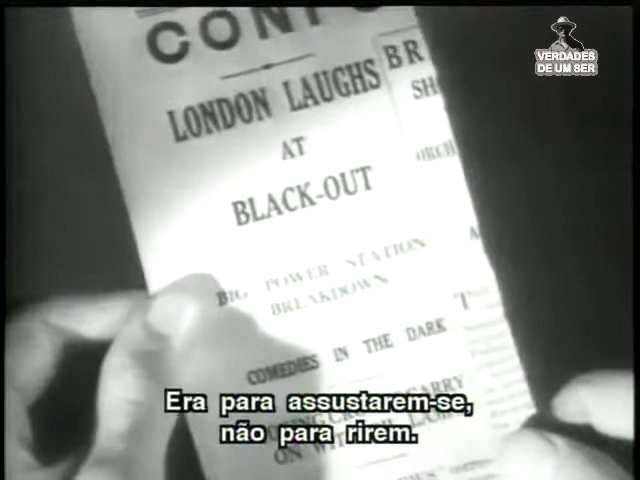 VERDADES
DE UM SER
LONDON LAUGHS
AT
BLACK-OUT
BIG POWER STATION
BREAKDOWN
COMEDIES IN THE DARK
BR
SH
Era para assustarem-se,
não para rirem.